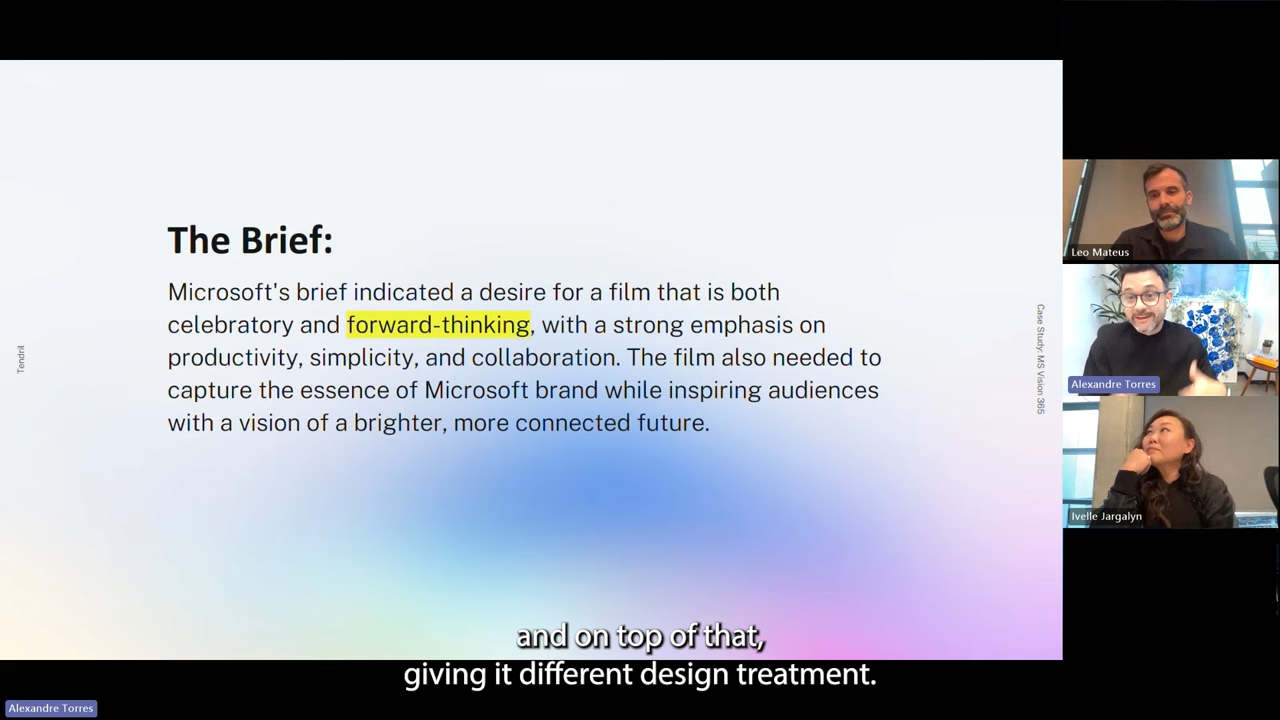 The Brief:
Microsoft's brief indicated a desire for a film that is both
celebratory and forward-thinking, with a strong emphasis on
productivity, simplicity, and collaboration. The film also needed to
capture the essence of Microsoft brand while inspiring audiences
with a vision of a brighter, more connected future.
Tendril
Case Study: MS Vision 365
Leo Mateus
Alexandre Torres
Ivelle Jargalyn
and on top of that,
giving it different design treatment.
Alexandre Torres